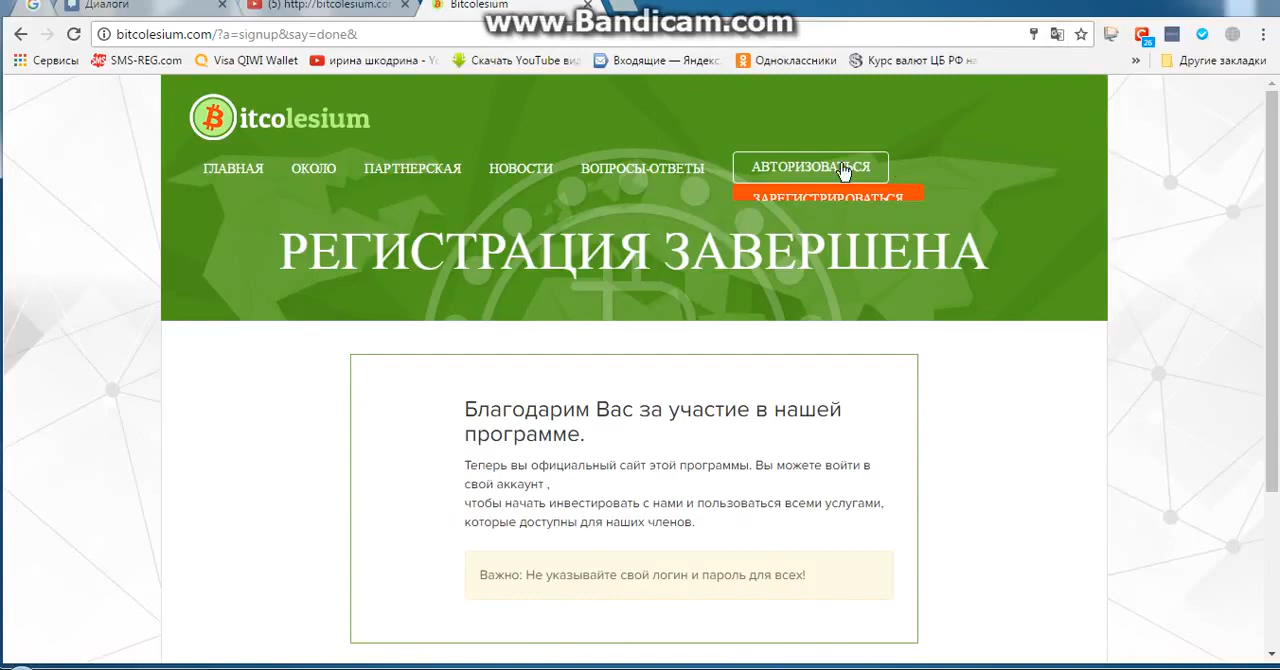 Диалоги
(5) http://bitcolesium.com
Bitcolesium
www.Bandicam.com
bitcolesium.com/?a=signup&say=done&
26
Сервисы
SMS-REG.com
Visa QIWI Wallet
ирина шкодрина - Yo
Скачать YouTube вид
Входящие — Яндекс.
Одноклассники
Курс валют ЦБ РФ на
»
Другие закладки
Bitcolesium
ГЛАВНАЯ
ОКОЛО
ПАРТНЕРСКАЯ
НОВОСТИ
ВОПРОСЫ-ОТВЕТЫ
АВТОРИЗОВАТЬСЯ
ЗАРЕГИСТРИРОВАТЬСЯ
РЕГИСТРАЦИЯ ЗАВЕРШЕНА
Благодарим Вас за участие в нашей
программе.
Теперь вы официальный сайт этой программы. Вы можете войти в
свой аккаунт ,
чтобы начать инвестировать с нами и пользоваться всеми услугами,
которые доступны для наших членов.
Важно: Не указывайте свой логин и пароль для всех!